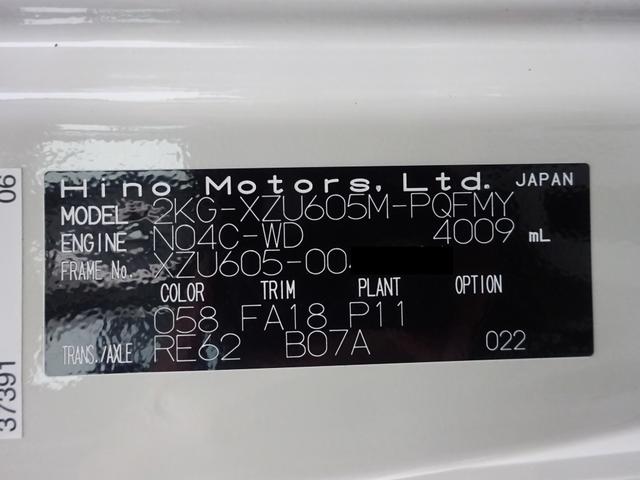 Hino Motors, Ltd. JAPAN
MODEL 2KG-XZU605M-PQFMY
ENGINE N04C-WD 4009 mL
FRAME No. XZU605-00
COLOR TRIM PLANT OPTION
058 FA18 P11
TRANS./AXLE RE62 B07A 022
37391 06